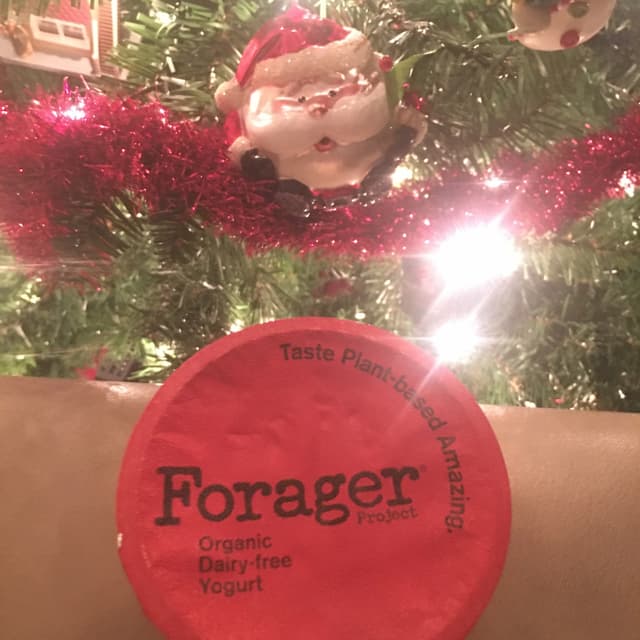 Taste Plant-based Amazing.
Forager®
Project
Organic
Dairy-free
Yogurt